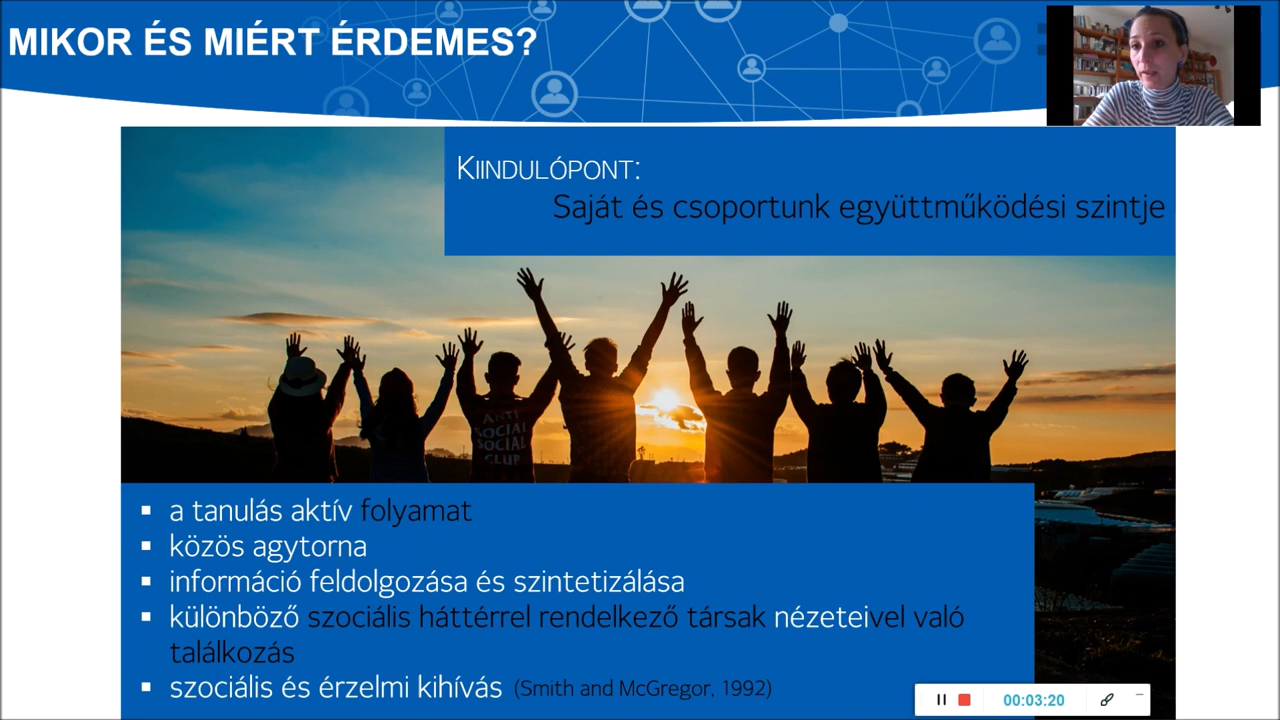 MIKOR ÉS MIÉRT ÉRDEMES?
KIINDULÓPONT:
Saját és csoportunk együttműködési szintje
ANTI
SOCIAL
SOCIAL
CLUB
▪ a tanulás aktív folyamat
▪ közös agytorna
▪ információ feldolgozása és szintetizálása
▪ különböző szociális háttérrel rendelkező társak nézeteivel való
találkozás
▪ szociális és érzelmi kihívás (Smith and McGregor, 1992)
00:03:20